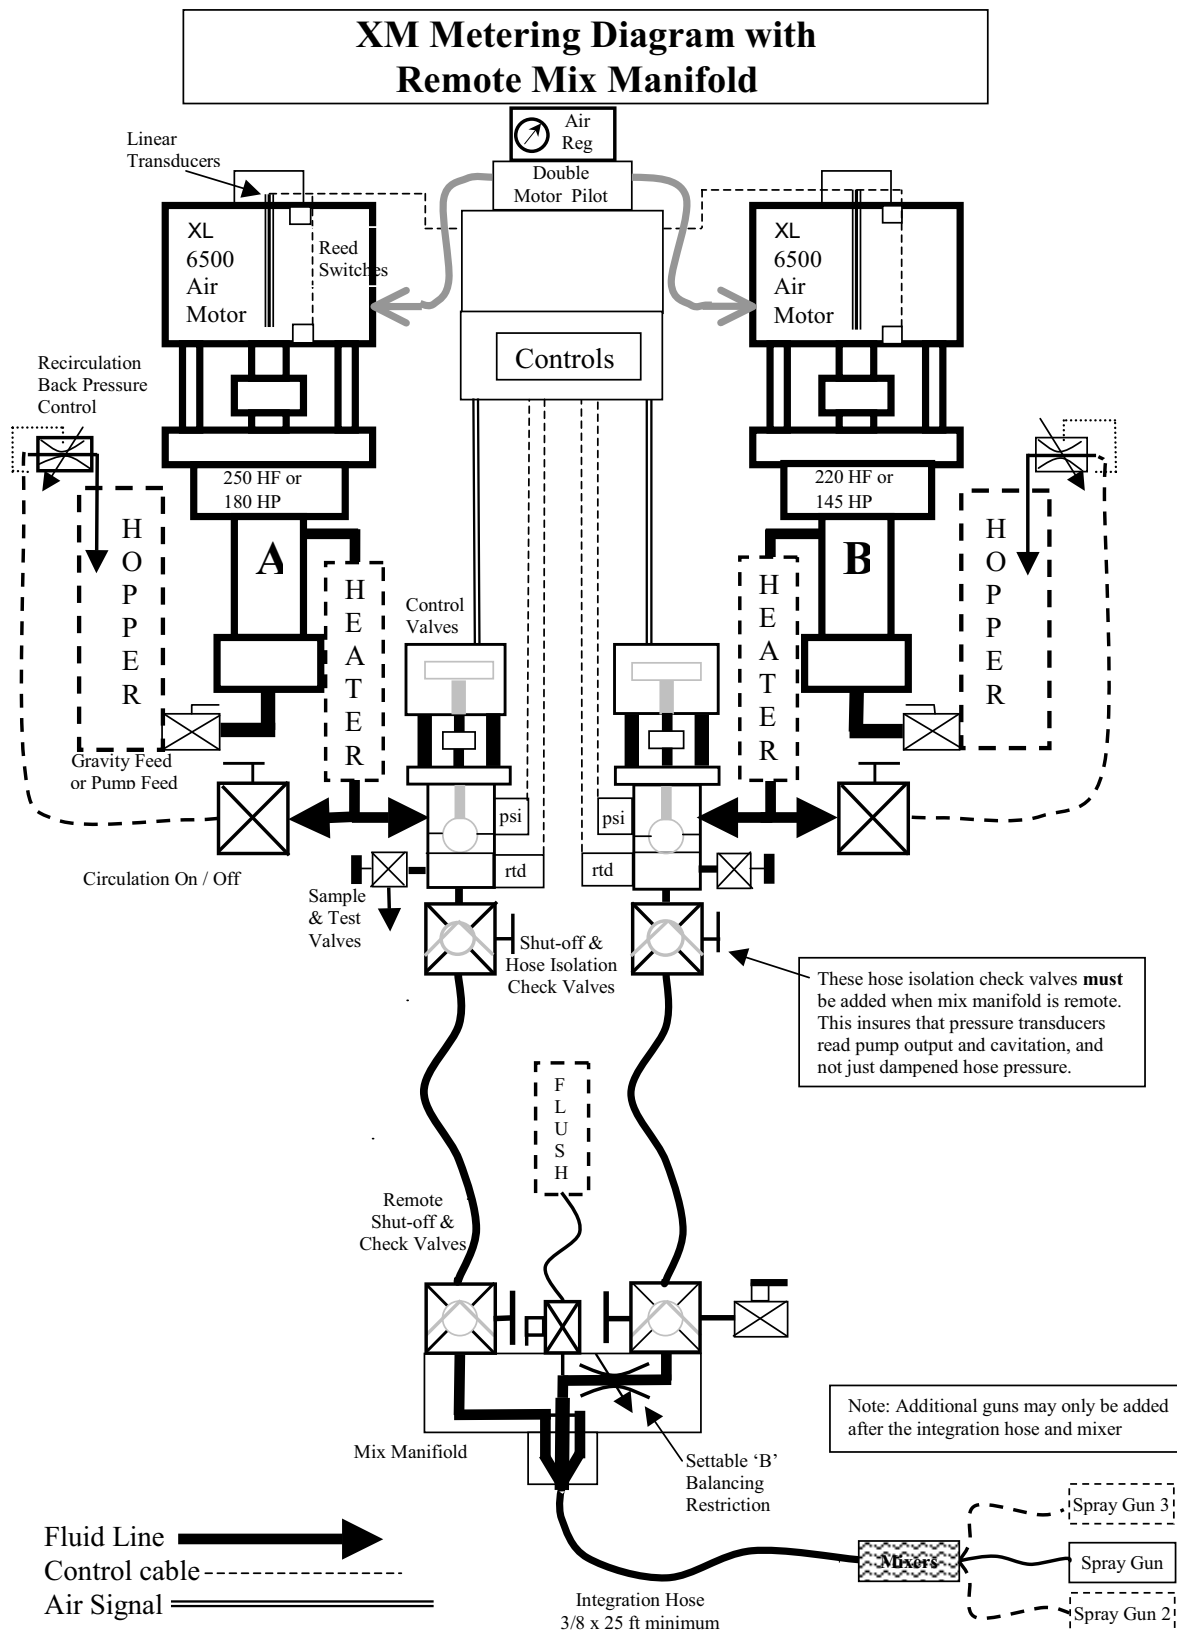 XM Metering Diagram with
Remote Mix Manifold
Air
Reg
Double
Motor Pilot
Linear
Transducers
XL
6500
Air
Motor
Reed
Switches
XL
6500
Air
Motor
Controls
Recirculation
Back Pressure
Control
250 HF or
180 HP
220 HF or
145 HP
HOPPER
A
HEATER
Control
Valves
HEATER
B
HOPPER
Gravity Feed
or Pump Feed
psi
psi
rtd
rtd
Circulation On / Off
Sample
& Test
Valves
Shut-off &
Hose Isolation
Check Valves
These hose isolation check valves must
be added when mix manifold is remote.
This insures that pressure transducers
read pump output and cavitation, and
not just dampened hose pressure.
FLUSH
Remote
Shut-off &
Check Valves
Mix Manifold
Settable ‘B’
Balancing
Restriction
Note: Additional guns may only be added
after the integration hose and mixer
Fluid Line
Control cable
Air Signal
Integration Hose
3/8 x 25 ft minimum
Mixers
Spray Gun 3
Spray Gun
Spray Gun 2